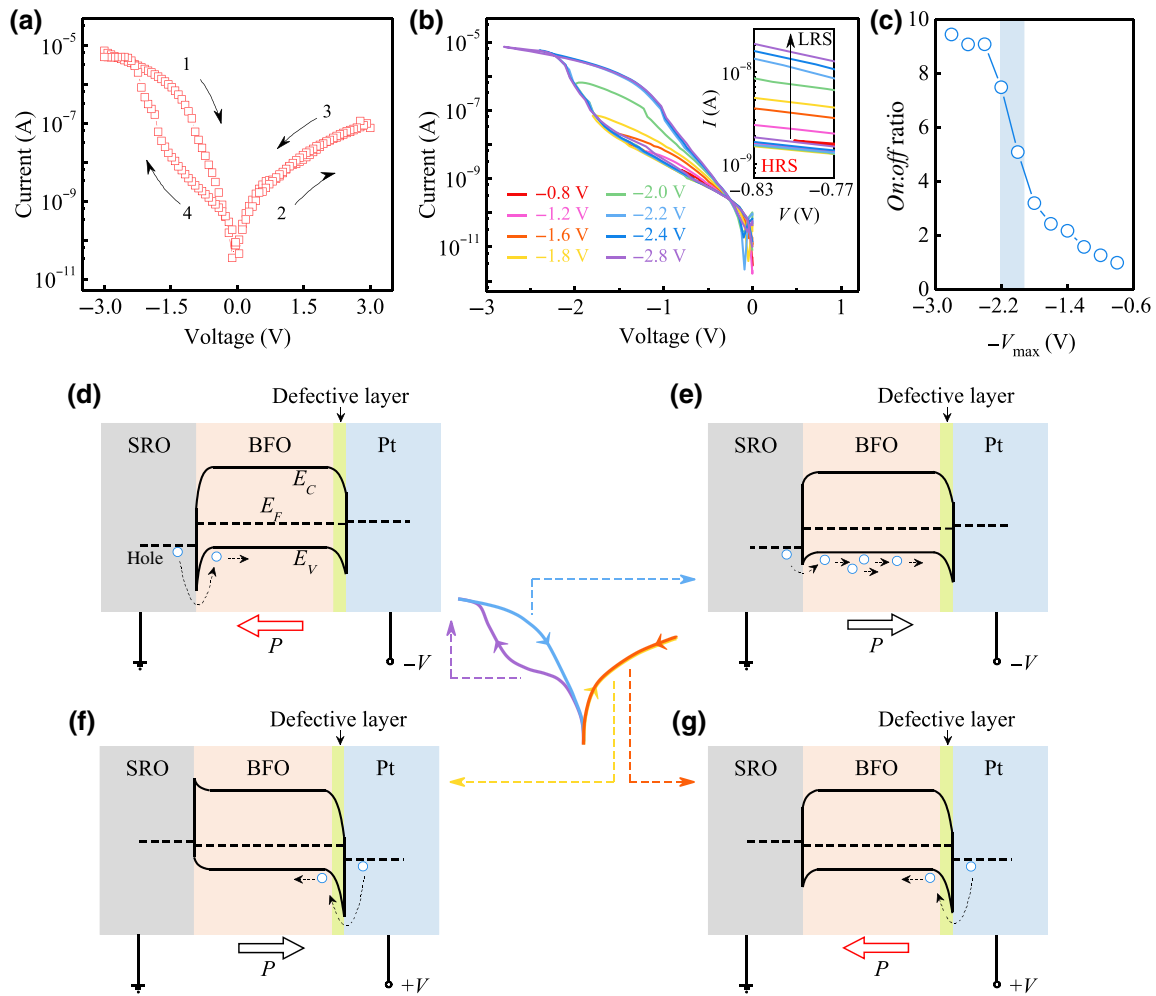 (a)
10⁻⁵
10⁻⁷
10⁻⁹
10⁻¹¹
Current (A)
1
2
3
4
−3.0 −1.5 0.0 1.5 3.0
Voltage (V)
(b)
10⁻⁵
10⁻⁷
10⁻⁹
10⁻¹¹
Current (A)
−0.8 V
−1.2 V
−1.6 V
−1.8 V
−2.0 V
−2.2 V
−2.4 V
−2.8 V
−3 −2 −1 0 1
Voltage (V)
LRS
HRS
10⁻⁸
10⁻⁹
I (A)
−0.83 −0.77
V (V)
(c)
10
8
6
4
2
0
On:off ratio
−3.0 −2.2 −1.4 −0.6
−Vmax (V)
(d)
Defective layer
SRO BFO Pt
E_C
E_F
Hole
E_V
P
−V
(e)
Defective layer
SRO BFO Pt
P
−V
(f)
Defective layer
SRO BFO Pt
P
+V
(g)
Defective layer
SRO BFO Pt
P
+V